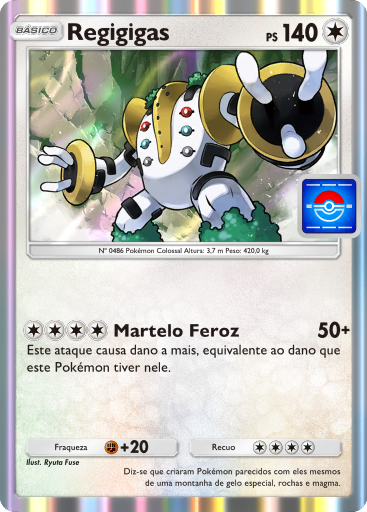 BÁSICO Regigigas PS 140
Nº 0486 Pokémon Colossal Altura: 3,7 m Peso: 420,0 kg
Martelo Feroz 50+
Este ataque causa dano a mais, equivalente ao dano que
este Pokémon tiver nele.
Fraqueza +20 Recuo
Ilust. Ryuta Fuse
Diz-se que criaram Pokémon parecidos com eles mesmos
de uma montanha de gelo especial, rochas e magma.